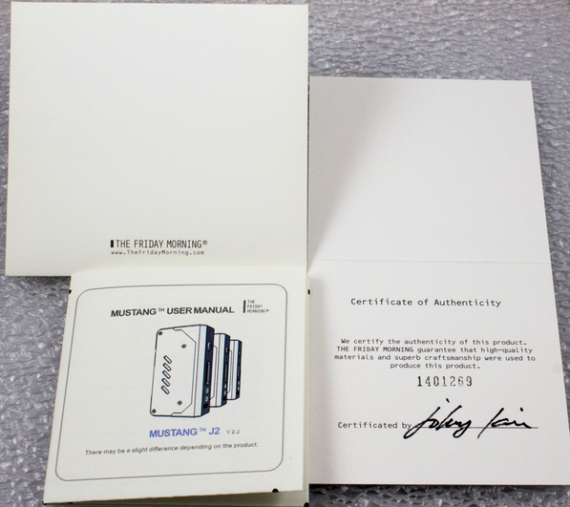 THE FRIDAY MORNING®
www.TheFridayMorning.com
MUSTANG™ USER MANUAL
THE
FRIDAY
MORNING®
MUSTANG™ J2 V 2.2
There may be a slight difference depending on the product.
Certificate of Authenticity
We certify the authenticity of this product.
THE FRIDAY MORNING guarantee that high-quality
materials and superb craftsmanship were used to
produce this product.
1401269
Certificated by